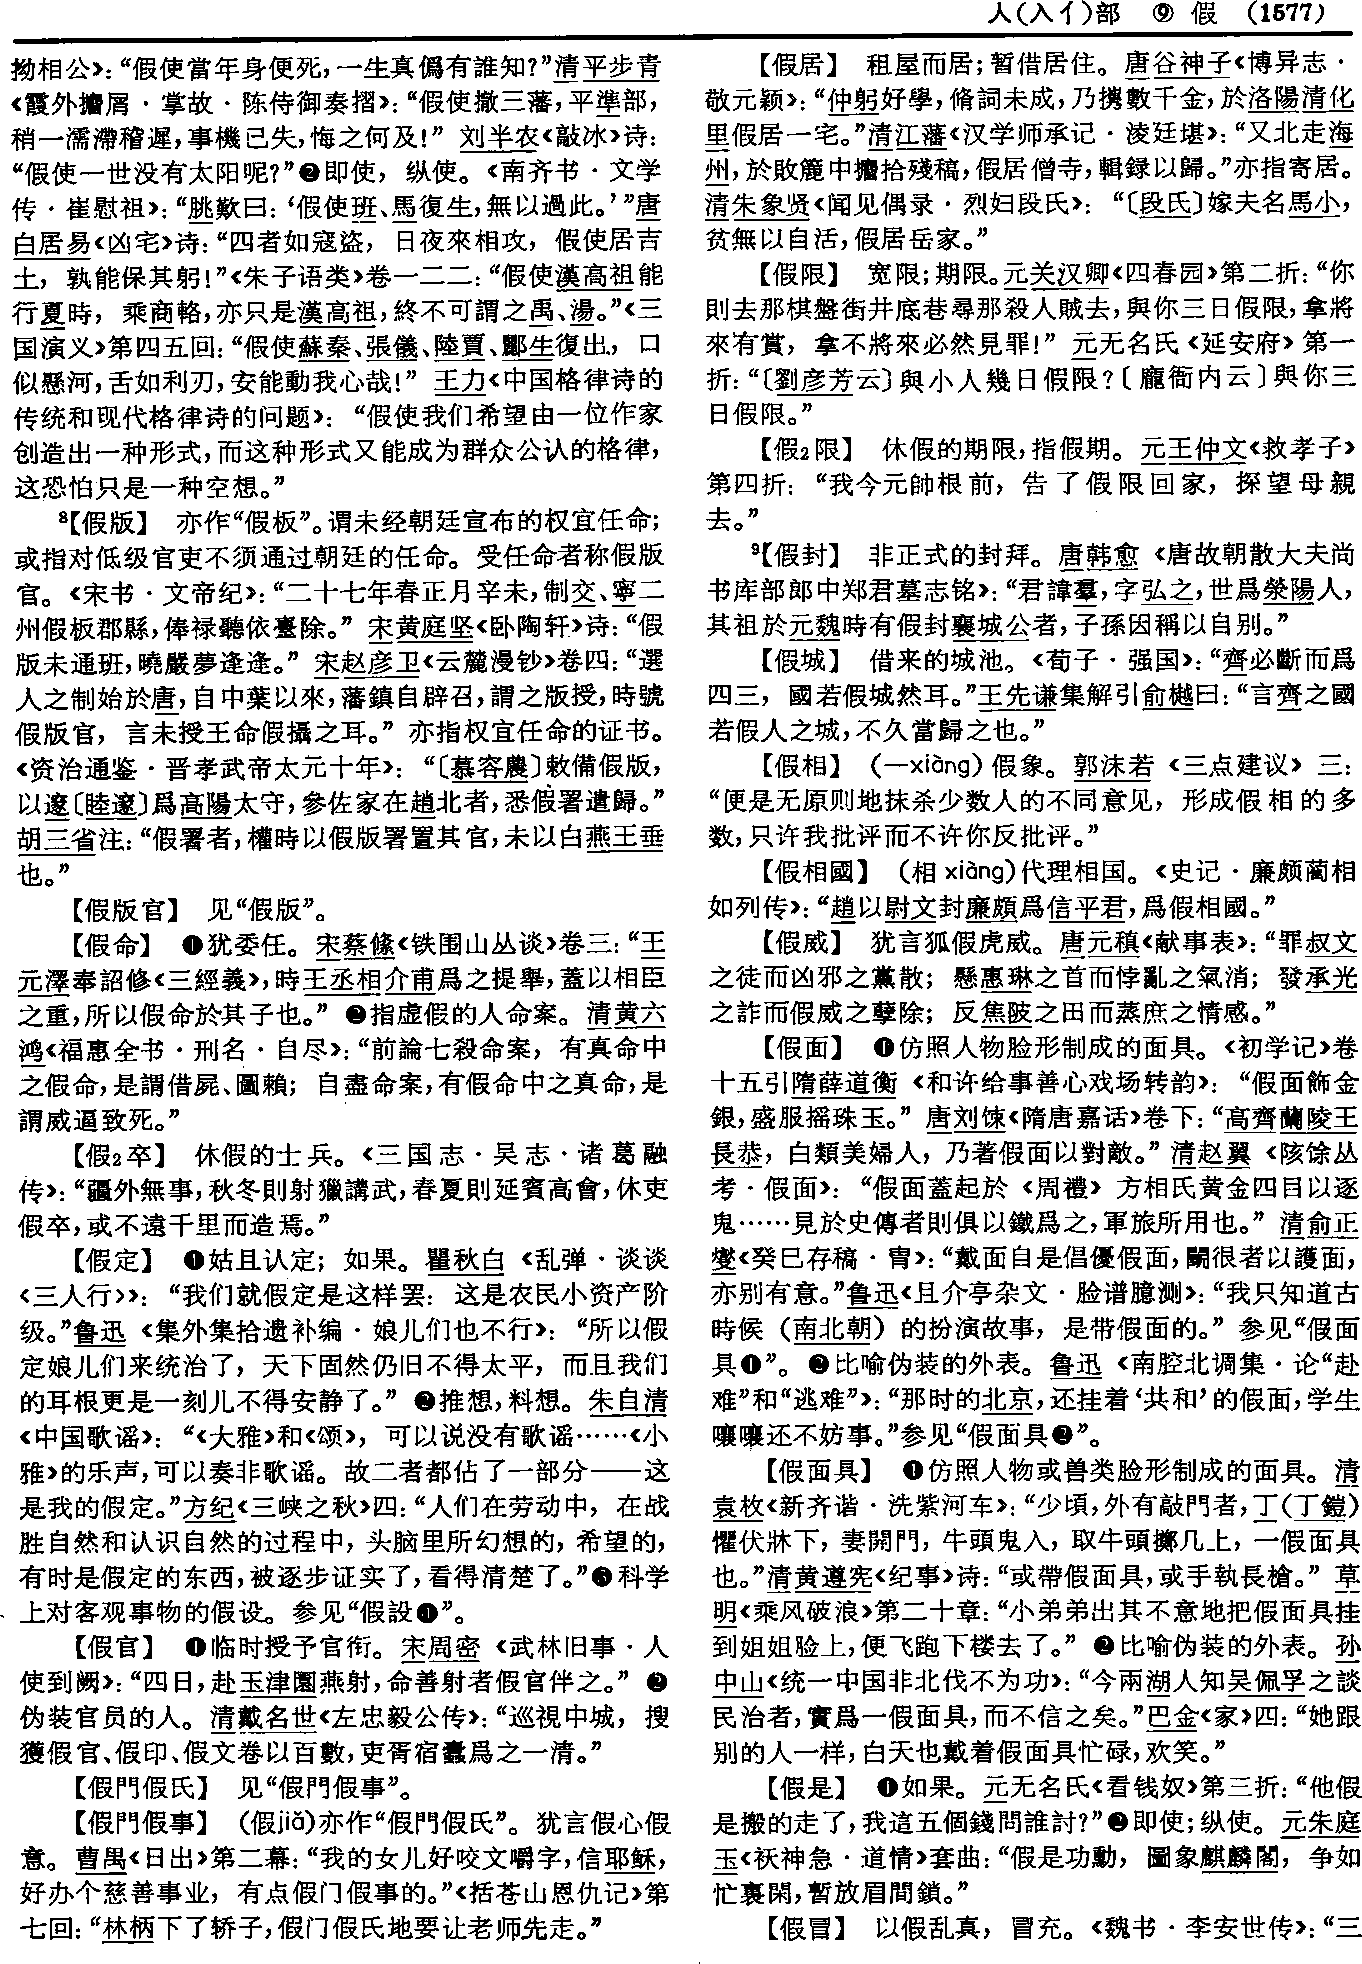 人(入亻)部 ⑨ 假 (1577)
拗相公》：“假使當年身便死，一生真僞有誰知？”清平步青
《霞外攟屑·掌故·陈侍御奏摺》：“假使撤三藩，平準部，
稍一濡滯稽遲，事機已失，悔之何及！” 刘半农《敲冰》诗：
“假使一世没有太阳呢？”❷即使，纵使。《南齐书·文学
传·崔慰祖》：“朓歎曰：‘假使班、馬復生，無以過此。’”唐
白居易《凶宅》诗：“四者如寇盗，日夜來相攻，假使居吉
土，孰能保其躬！”《朱子语类》卷一二二：“假使漢高祖能
行夏時，乘商輅，亦只是漢高祖，終不可謂之禹、湯。”《三
国演义》第四五回：“假使蘇秦、張儀、陸賈、酈生復出，口
似懸河，舌如利刃，安能動我心哉！” 王力《中国格律诗的
传统和现代格律诗的问题》：“假使我们希望由一位作家
创造出一种形式，而这种形式又能成为群众公认的格律，
这恐怕只是一种空想。”
⁸【假版】 亦作“假板”。谓未经朝廷宣布的权宜任命；
或指对低级官吏不须通过朝廷的任命。受任命者称假版
官。《宋书·文帝纪》：“二十七年春正月辛未，制交、寧二
州假板郡縣，俸禄聽依臺除。” 宋黄庭坚《卧陶轩》诗：“假
版未通班，曉嚴夢逢逢。” 宋赵彦卫《云麓漫钞》卷四：“選
人之制始於唐，自中葉以來，藩鎮自辟召，謂之版授，時號
假版官，言未授王命假攝之耳。” 亦指权宜任命的证书。
《资治通鉴·晋孝武帝太元十年》：“〔慕容農〕敕備假版，
以邃〔睦邃〕爲高陽太守，參佐家在趙北者，悉假署遣歸。”
胡三省注：“假署者，權時以假版署置其官，未以白燕王垂
也。”
【假版官】 见“假版”。
【假命】 ❶犹委任。宋蔡絛《铁围山丛谈》卷三：“王
元澤奉詔修《三經義》，時王丞相介甫爲之提舉，蓋以相臣
之重，所以假命於其子也。” ❷指虚假的人命案。清黄六
鸿《福惠全书·刑名·自尽》：“前論七殺命案，有真命中
之假命，是謂借屍、圖賴；自盡命案，有假命中之真命，是
謂威逼致死。”
【假₂卒】 休假的士兵。《三国志·吴志·诸葛融
传》：“疆外無事，秋冬則射獵講武，春夏則延賓高會，休吏
假卒，或不遠千里而造焉。”
【假定】 ❶姑且认定；如果。瞿秋白《乱弹·谈谈
〈三人行〉》：“我们就假定是这样罢：这是农民小资产阶
级。”鲁迅《集外集拾遗补编·娘儿们也不行》：“所以假
定娘儿们来统治了，天下固然仍旧不得太平，而且我们
的耳根更是一刻儿不得安静了。” ❷推想，料想。朱自清
《中国歌谣》：“《大雅》和《颂》，可以说没有歌谣……《小
雅》的乐声，可以奏非歌谣。故二者都佔了一部分——这
是我的假定。”方纪《三峡之秋》四：“人们在劳动中，在战
胜自然和认识自然的过程中，头脑里所幻想的，希望的，
有时是假定的东西，被逐步证实了，看得清楚了。”❸科学
上对客观事物的假设。参见“假設❶”。
【假官】 ❶临时授予官衔。宋周密《武林旧事·人
使到阙》：“四日，赴玉津園燕射，命善射者假官伴之。” ❷
伪装官员的人。清戴名世《左忠毅公传》：“巡視中城，搜
獲假官、假印、假文卷以百數，吏胥宿蠹爲之一清。”
【假門假氏】 见“假門假事”。
【假門假事】 (假jiǎ)亦作“假門假氏”。犹言假心假
意。曹禺《日出》第二幕：“我的女儿好咬文嚼字，信耶稣，
好办个慈善事业，有点假门假事的。”《括苍山恩仇记》第
七回：“林柄下了轿子，假门假氏地要让老师先走。”
【假居】 租屋而居；暂借居住。唐谷神子《博异志·
敬元颖》：“仲躬好學，脩詞未成，乃携數千金，於洛陽清化
里假居一宅。”清江藩《汉学师承记·淩廷堪》：“又北走海
州，於敗簏中攟拾殘稿，假居僧寺，輯録以歸。”亦指寄居。
清朱象贤《闻见偶录·烈妇段氏》：“〔段氏〕嫁夫名馬小，
贫無以自活，假居岳家。”
【假限】 宽限；期限。元关汉卿《四春园》第二折：“你
則去那棋盤街井底巷尋那殺人賊去，與你三日假限，拿將
來有賞，拿不將來必然見罪！” 元无名氏《延安府》第一
折：“〔劉彦芳云〕與小人幾日假限？〔龐衙内云〕與你三
日假限。”
【假₂限】 休假的期限，指假期。元王仲文《救孝子》
第四折：“我今元帥根前，告了假限回家，探望母親
去。”
⁹【假封】 非正式的封拜。唐韩愈《唐故朝散大夫尚
书库部郎中郑君墓志铭》：“君諱羣，字弘之，世爲滎陽人，
其祖於元魏時有假封襄城公者，子孫因稱以自别。”
【假城】 借来的城池。《荀子·强国》：“齊必斷而爲
四三，國若假城然耳。”王先谦集解引俞樾曰：“言齊之國
若假人之城，不久當歸之也。”
【假相】 (—xiàng) 假象。郭沫若《三点建议》三：
“便是无原则地抹杀少数人的不同意见，形成假相的多
数，只许我批评而不许你反批评。”
【假相國】 (相 xiàng)代理相国。《史记·廉颇蔺相
如列传》：“趙以尉文封廉頗爲信平君，爲假相國。”
【假威】 犹言狐假虎威。唐元稹《献事表》：“罪叔文
之徒而凶邪之黨散；懸惠琳之首而悖亂之氣消；發承光
之詐而假威之孽除；反焦陂之田而蒸庶之情感。”
【假面】 ❶仿照人物脸形制成的面具。《初学记》卷
十五引隋薛道衡《和许给事善心戏场转韵》：“假面飾金
銀，盛服摇珠玉。” 唐刘𫗧《隋唐嘉话》卷下：“高齊蘭陵王
長恭，白類美婦人，乃著假面以對敵。” 清赵翼《陔馀丛
考·假面》：“假面蓋起於《周禮》方相氏黄金四目以逐
鬼……見於史傳者則俱以鐵爲之，軍旅所用也。” 清俞正
燮《癸巳存稿·冑》：“戴面自是倡優假面，鬭很者以護面，
亦别有意。”鲁迅《且介亭杂文·脸谱臆测》：“我只知道古
時候（南北朝）的扮演故事，是带假面的。” 参见“假面
具❶”。❷比喻伪装的外表。鲁迅《南腔北调集·论“赴
难”和“逃难”》：“那时的北京，还挂着‘共和’的假面，学生
嚷嚷还不妨事。”参见“假面具❷”。
【假面具】 ❶仿照人物或兽类脸形制成的面具。清
袁枚《新齐谐·洗紫河车》：“少頃，外有敲門者，丁（丁鎧）
懼伏牀下，妻開門，牛頭鬼入，取牛頭擲几上，一假面具
也。”清黄遵宪《纪事》诗：“或帶假面具，或手執長槍。” 草
明《乘风破浪》第二十章：“小弟弟出其不意地把假面具挂
到姐姐脸上，便飞跑下楼去了。” ❷比喻伪装的外表。孙
中山《统一中国非北伐不为功》：“今兩湖人知吴佩孚之談
民治者，實爲一假面具，而不信之矣。”巴金《家》四：“她跟
别的人一样，白天也戴着假面具忙碌，欢笑。”
【假是】 ❶如果。元无名氏《看钱奴》第三折：“他假
是搬的走了，我這五個錢問誰討？”❷即使；纵使。元朱庭
玉《祆神急·道情》套曲：“假是功勳，圖象麒麟閣，争如
忙裏閑，暫放眉間鎖。”
【假冒】 以假乱真，冒充。《魏书·李安世传》：“三